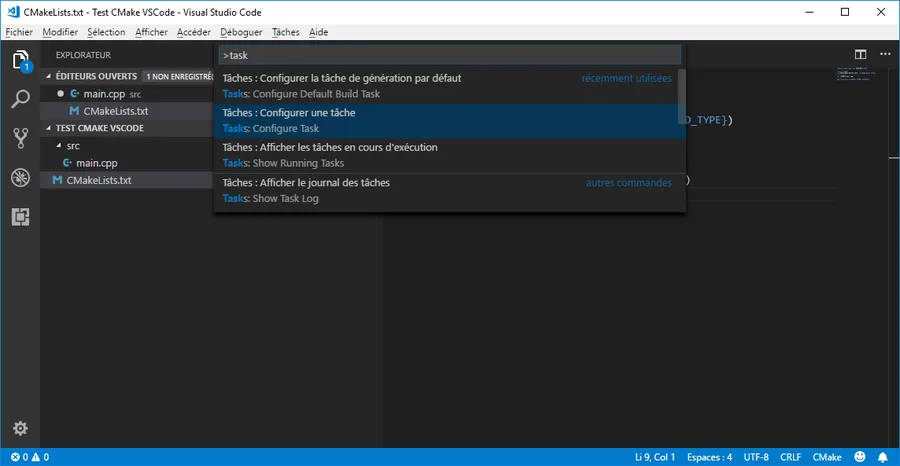 CMakeLists.txt - Test CMake VSCode - Visual Studio Code
Fichier Modifier Sélection Afficher Accéder Déboguer Tâches Aide
EXPLORATEUR
>task
ÉDITEURS OUVERTS 1 NON ENREGISTRÉ
Tâches : Configurer la tâche de génération par défaut récemment utilisées
Tasks: Configure Default Build Task
main.cpp src
CMakeLists.txt
Tâches : Configurer une tâche
Tasks: Configure Task
D_TYPE})
TEST CMAKE VSCODE
src
Tâches : Afficher les tâches en cours d'exécution
Tasks: Show Running Tasks
main.cpp
CMakeLists.txt
Tâches : Afficher le journal des tâches autres commandes
)
Tasks: Show Task Log
1
0 0
Li 9, Col 1 Espaces : 4 UTF-8 CRLF CMake